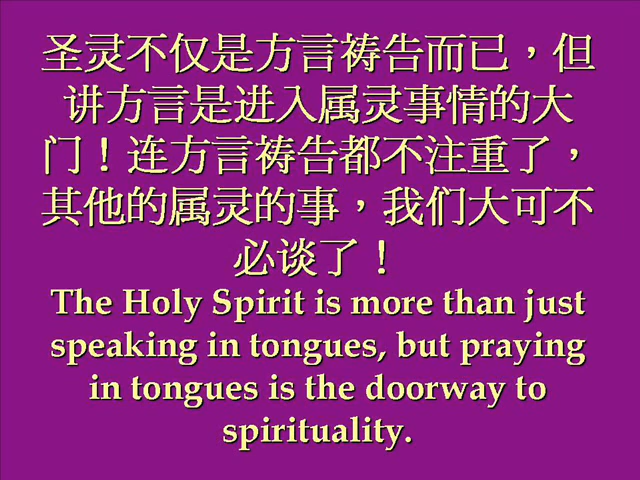 圣灵不仅是方言祷告而已，但
讲方言是进入属灵事情的大
门！连方言祷告都不注重了，
其他的属灵的事，我们大可不
必谈了！
The Holy Spirit is more than just
speaking in tongues, but praying
in tongues is the doorway to
spirituality.